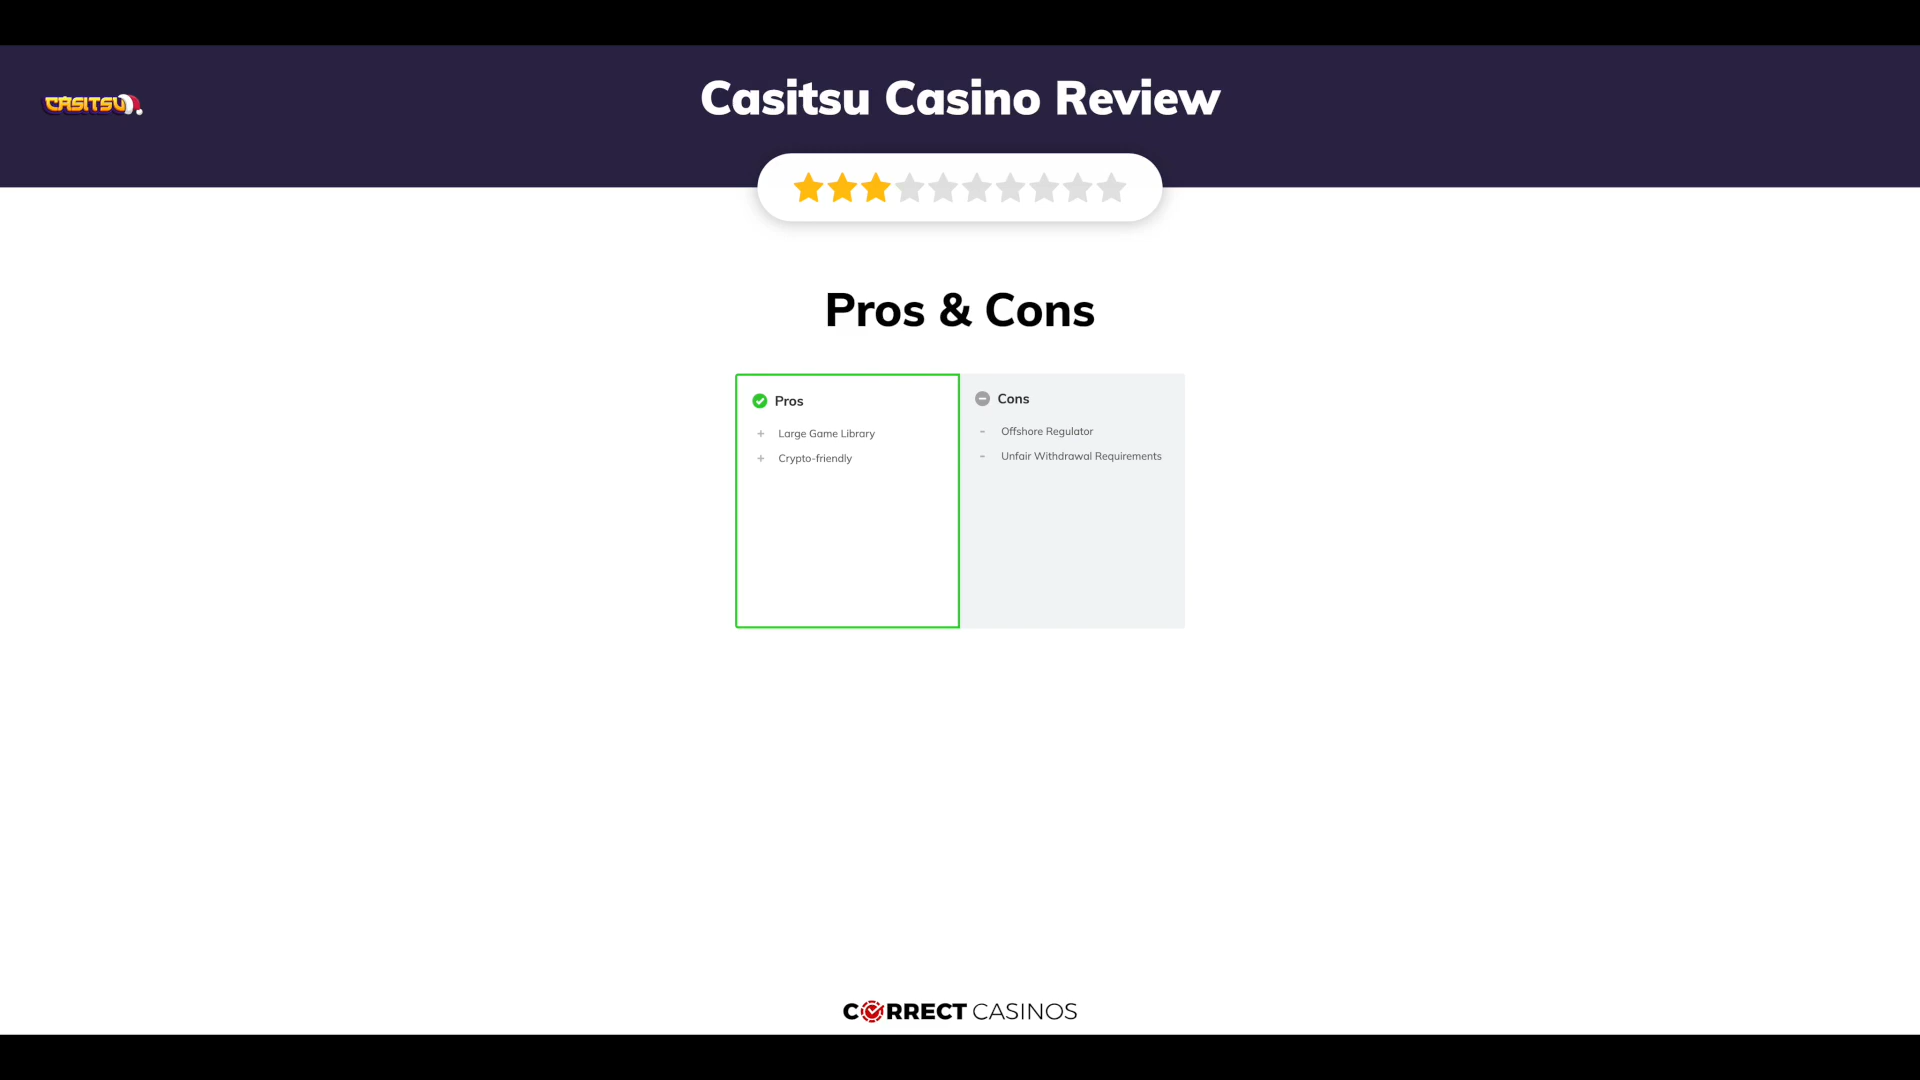 CASITSU
Casitsu Casino Review
Pros & Cons
Pros
+ Large Game Library
+ Crypto-friendly
Cons
- Offshore Regulator
- Unfair Withdrawal Requirements
CORRECT CASINOS